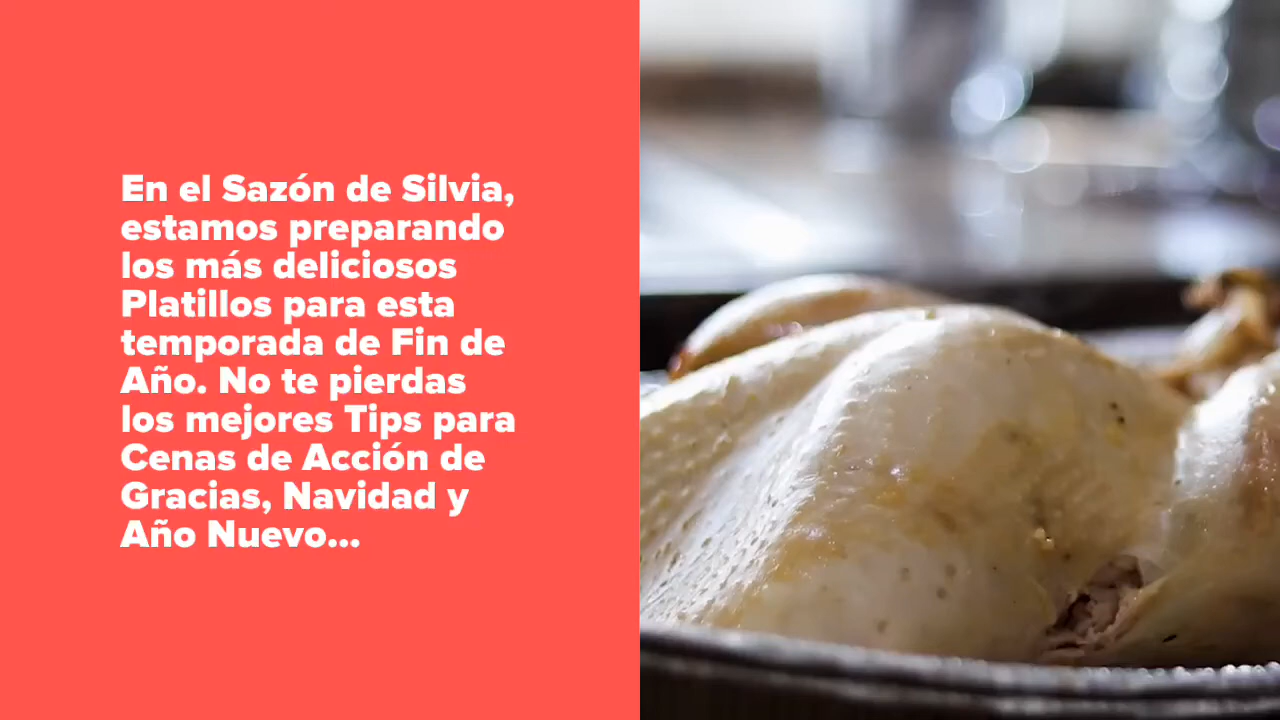 En el Sazón de Silvia,
estamos preparando
los más deliciosos
Platillos para esta
temporada de Fin de
Año. No te pierdas
los mejores Tips para
Cenas de Acción de
Gracias, Navidad y
Año Nuevo...